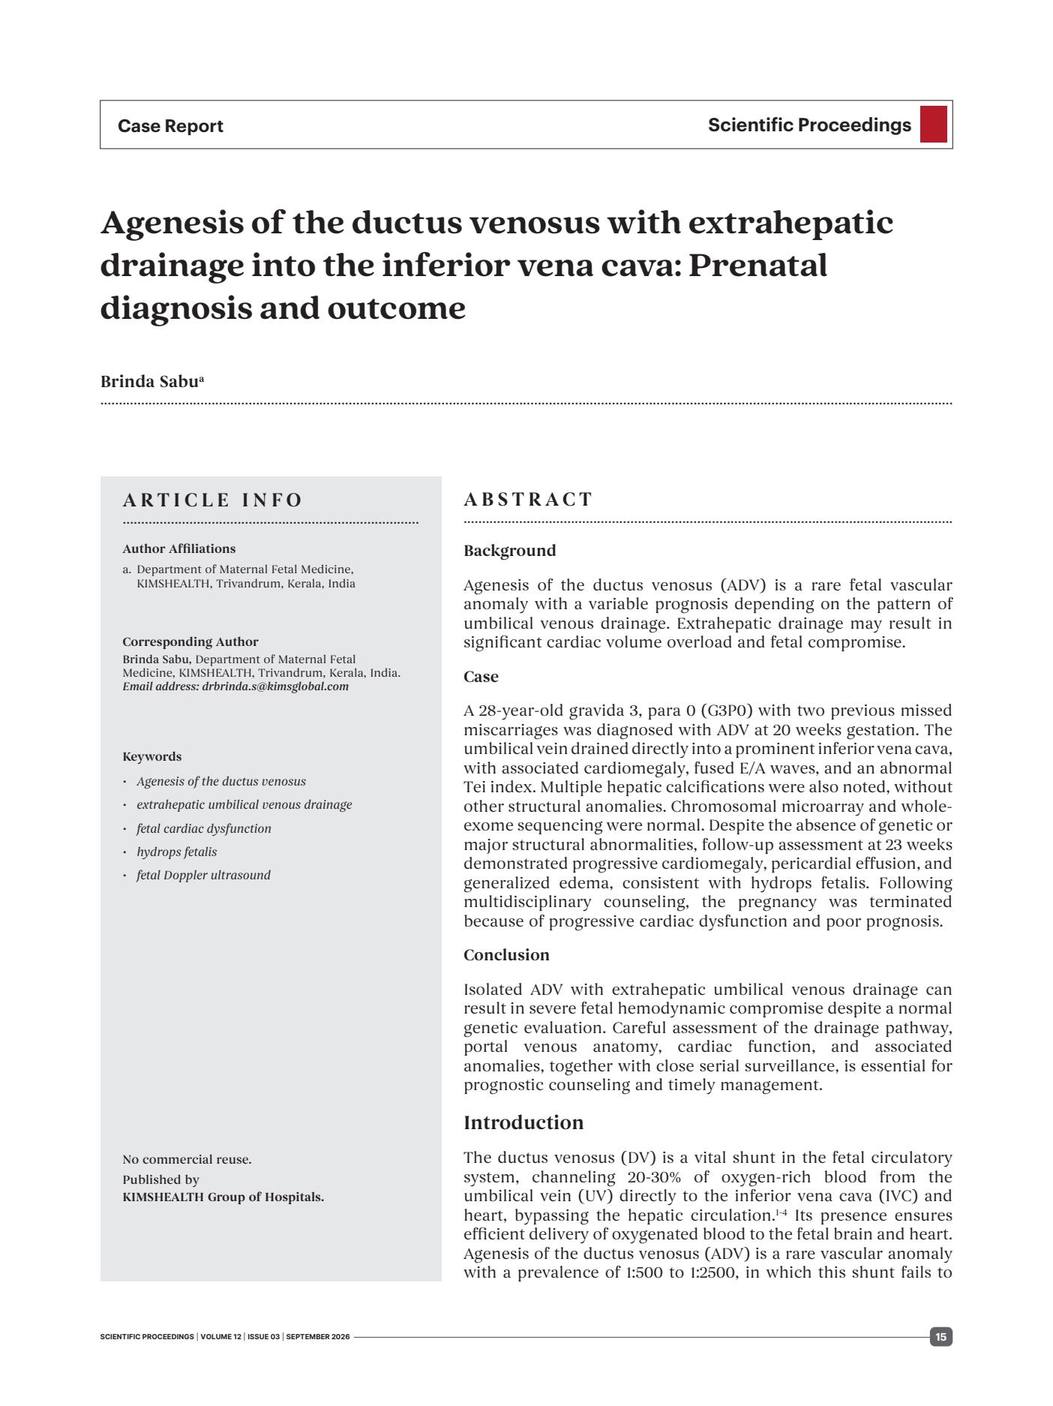 Case Report
Scientific Proceedings
Agenesis of the ductus venosus with extrahepatic
drainage into the inferior vena cava: Prenatal
diagnosis and outcome
Brinda Sabuᵃ
ARTICLE INFO
Author Affiliations
a. Department of Maternal Fetal Medicine,
KIMSHEALTH, Trivandrum, Kerala, India
Corresponding Author
Brinda Sabu, Department of Maternal Fetal
Medicine, KIMSHEALTH, Trivandrum, Kerala, India.
Email address: drbrinda.s@kimsglobal.com
Keywords
• Agenesis of the ductus venosus
• extrahepatic umbilical venous drainage
• fetal cardiac dysfunction
• hydrops fetalis
• fetal Doppler ultrasound
No commercial reuse.
Published by
KIMSHEALTH Group of Hospitals.
ABSTRACT
Background
Agenesis of the ductus venosus (ADV) is a rare fetal vascular
anomaly with a variable prognosis depending on the pattern of
umbilical venous drainage. Extrahepatic drainage may result in
significant cardiac volume overload and fetal compromise.
Case
A 28-year-old gravida 3, para 0 (G3P0) with two previous missed
miscarriages was diagnosed with ADV at 20 weeks gestation. The
umbilical vein drained directly into a prominent inferior vena cava,
with associated cardiomegaly, fused E/A waves, and an abnormal
Tei index. Multiple hepatic calcifications were also noted, without
other structural anomalies. Chromosomal microarray and whole-
exome sequencing were normal. Despite the absence of genetic or
major structural abnormalities, follow-up assessment at 23 weeks
demonstrated progressive cardiomegaly, pericardial effusion, and
generalized edema, consistent with hydrops fetalis. Following
multidisciplinary counseling, the pregnancy was terminated
because of progressive cardiac dysfunction and poor prognosis.
Conclusion
Isolated ADV with extrahepatic umbilical venous drainage can
result in severe fetal hemodynamic compromise despite a normal
genetic evaluation. Careful assessment of the drainage pathway,
portal venous anatomy, cardiac function, and associated
anomalies, together with close serial surveillance, is essential for
prognostic counseling and timely management.
Introduction
The ductus venosus (DV) is a vital shunt in the fetal circulatory
system, channeling 20-30% of oxygen-rich blood from the
umbilical vein (UV) directly to the inferior vena cava (IVC) and
heart, bypassing the hepatic circulation.¹⁻⁴ Its presence ensures
efficient delivery of oxygenated blood to the fetal brain and heart.
Agenesis of the ductus venosus (ADV) is a rare vascular anomaly
with a prevalence of 1:500 to 1:2500, in which this shunt fails to
SCIENTIFIC PROCEEDINGS | VOLUME 12 | ISSUE 03 | SEPTEMBER 2026
15